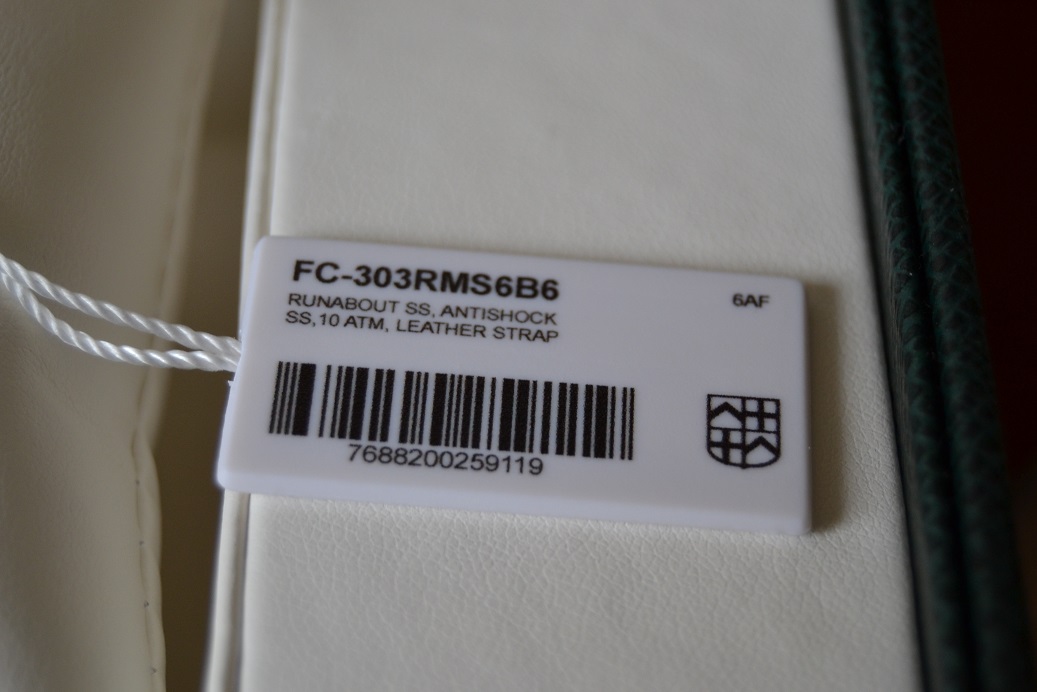 FC-303RMS6B6
6AF
RUNABOUT SS, ANTISHOCK
SS,10 ATM, LEATHER STRAP
7688200259119